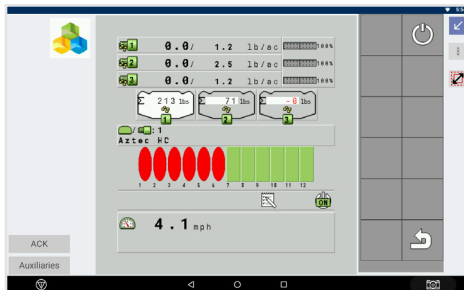 5:5
1 0.0/ 1.2 lb/ac 100%
2 0.0/ 2.5 lb/ac 100%
3 0.0/ 1.2 lb/ac 100%
Σ 213 lbs Σ 71 lbs Σ -0 lbs
1 2 3
/ : 1
Aztec HC
1 2 3 4 5 6 7 8 9 10 11 12
ON
4.1 mph
ACK
Auxiliaries